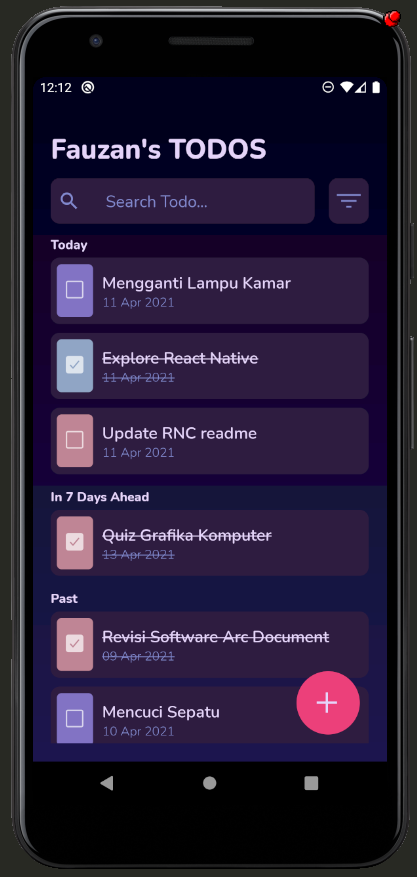 12:12
Fauzan's TODOS
Search Todo...
Today
Mengganti Lampu Kamar
11 Apr 2021
Explore React Native
11 Apr 2021
Update RNC readme
11 Apr 2021
In 7 Days Ahead
Quiz Grafika Komputer
13 Apr 2021
Past
Revisi Software Arc Document
09 Apr 2021
Mencuci Sepatu
10 Apr 2021